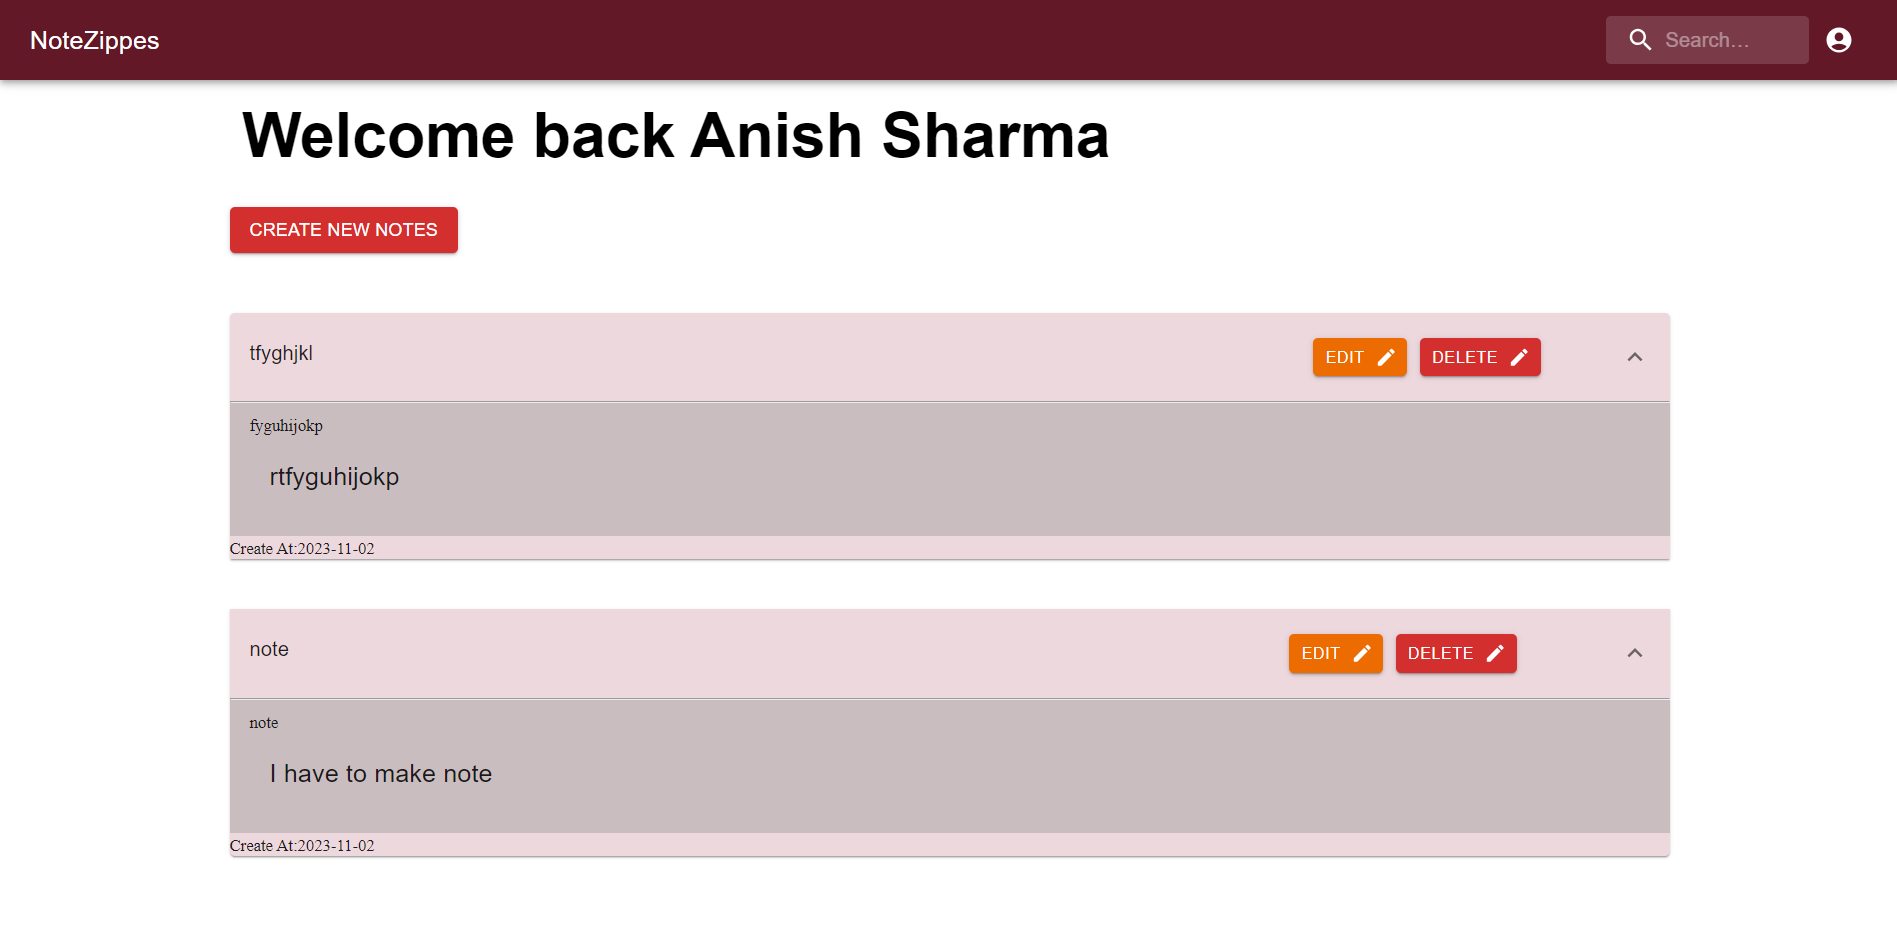 NoteZippes
Search...
Welcome back Anish Sharma
CREATE NEW NOTES
tfyghjkl
EDIT
DELETE
fyguhijokp
rtfyguhijokp
Create At:2023-11-02
note
EDIT
DELETE
note
I have to make note
Create At:2023-11-02